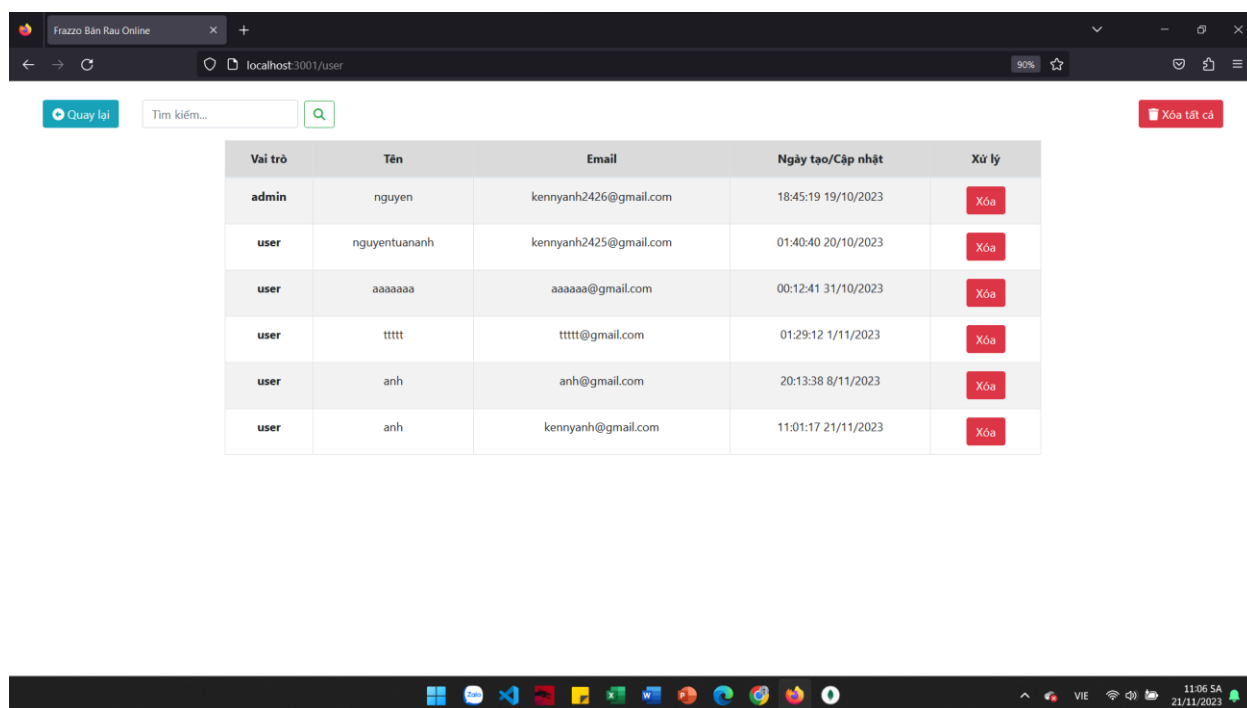 Frazzo Bán Rau Online
localhost:3001/user
90%
Quay lại
Tìm kiếm...
Xóa tất cả
Vai trò Tên Email Ngày tạo/Cập nhật Xử lý
admin nguyen kennyanh2426@gmail.com 18:45:19 19/10/2023 Xóa
user nguyentuananh kennyanh2425@gmail.com 01:40:40 20/10/2023 Xóa
user aaaaaaa aaaaaa@gmail.com 00:12:41 31/10/2023 Xóa
user ttttt ttttt@gmail.com 01:29:12 1/11/2023 Xóa
user anh anh@gmail.com 20:13:38 8/11/2023 Xóa
user anh kennyanh@gmail.com 11:01:17 21/11/2023 Xóa
Zalo
VIE
11:06 SA
21/11/2023